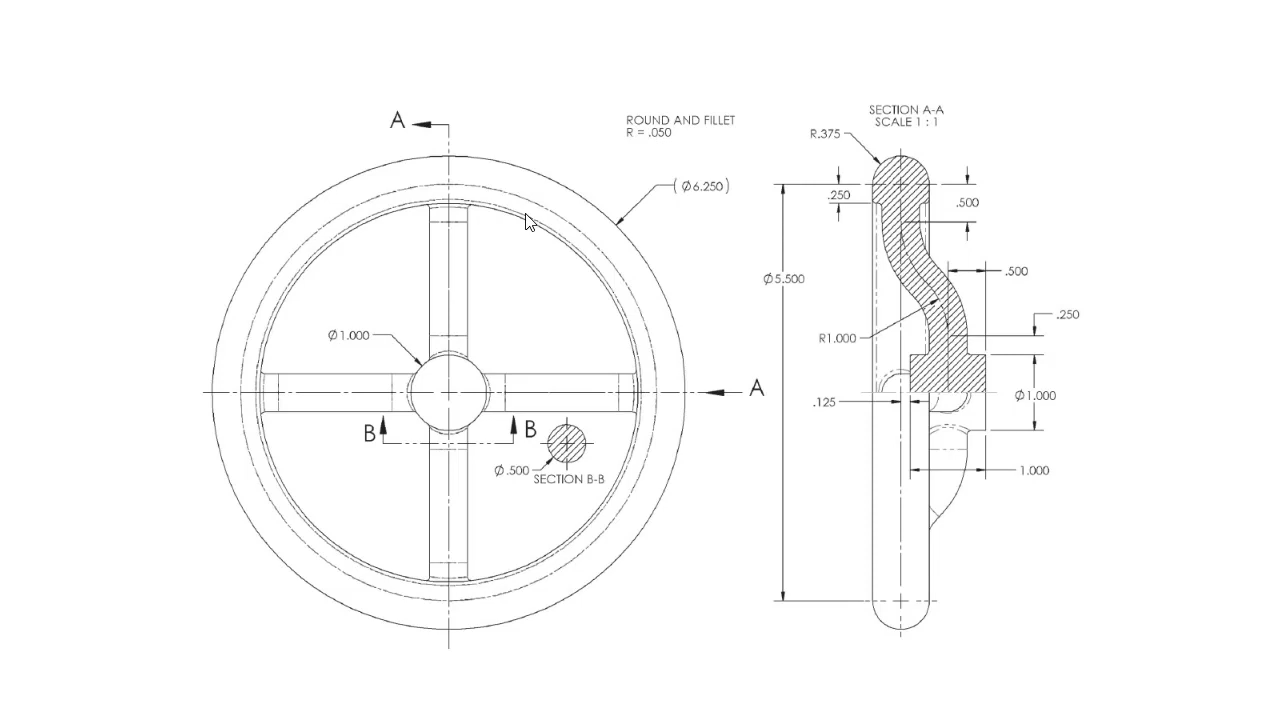 A
ROUND AND FILLET
R = .050
(Ø6.250)
Ø1.000
A
B
B
Ø.500
SECTION B-B
SECTION A-A
SCALE 1 : 1
R.375
.250
.500
Ø5.500
.500
.250
R1.000
.125
Ø1.000
1.000